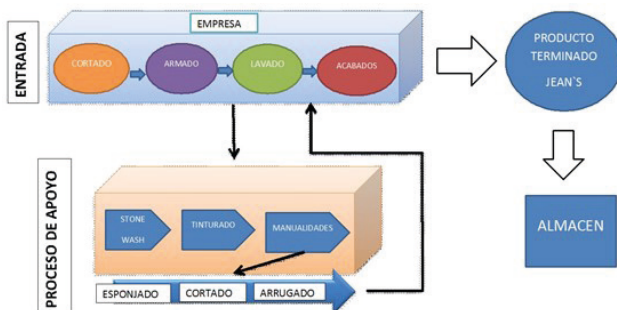 EMPRESA
ENTRADA
CORTADO
ARMADO
LAVADO
ACABADOS
PRODUCTO
TERMINADO
JEAN`S
PROCESO DE APOYO
STONE
WASH
TINTURADO
MANUALIDADES
ALMACEN
ESPONJADO
CORTADO
ARRUGADO